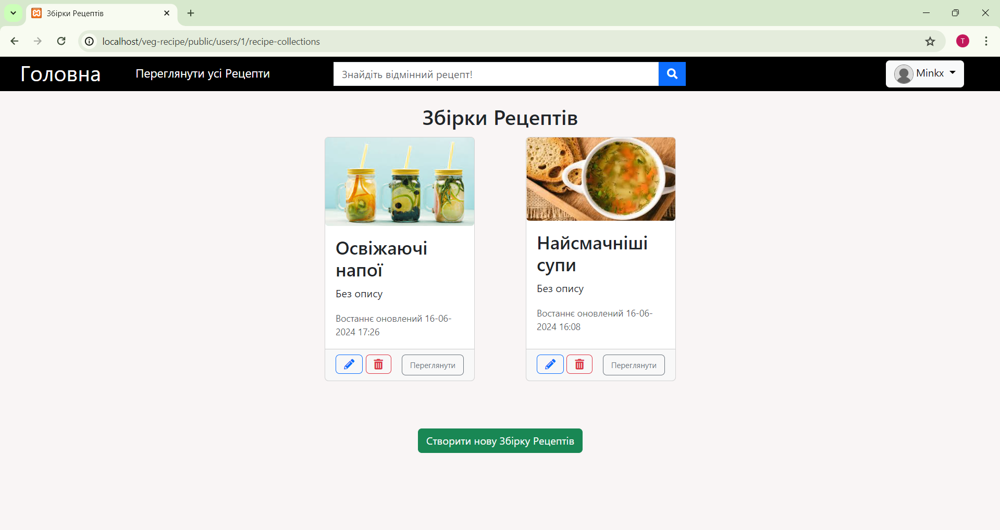 Збірки Рецептів
localhost/veg-recipe/public/users/1/recipe-collections
T
Головна
Переглянути усі Рецепти
Знайдіть відмінний рецепт!
Minkx
Збірки Рецептів
Освіжаючі
напої
Без опису
Востаннє оновлений 16-06-
2024 17:26
Переглянути
Найсмачніші
супи
Без опису
Востаннє оновлений 16-06-
2024 16:08
Переглянути
Створити нову Збірку Рецептів